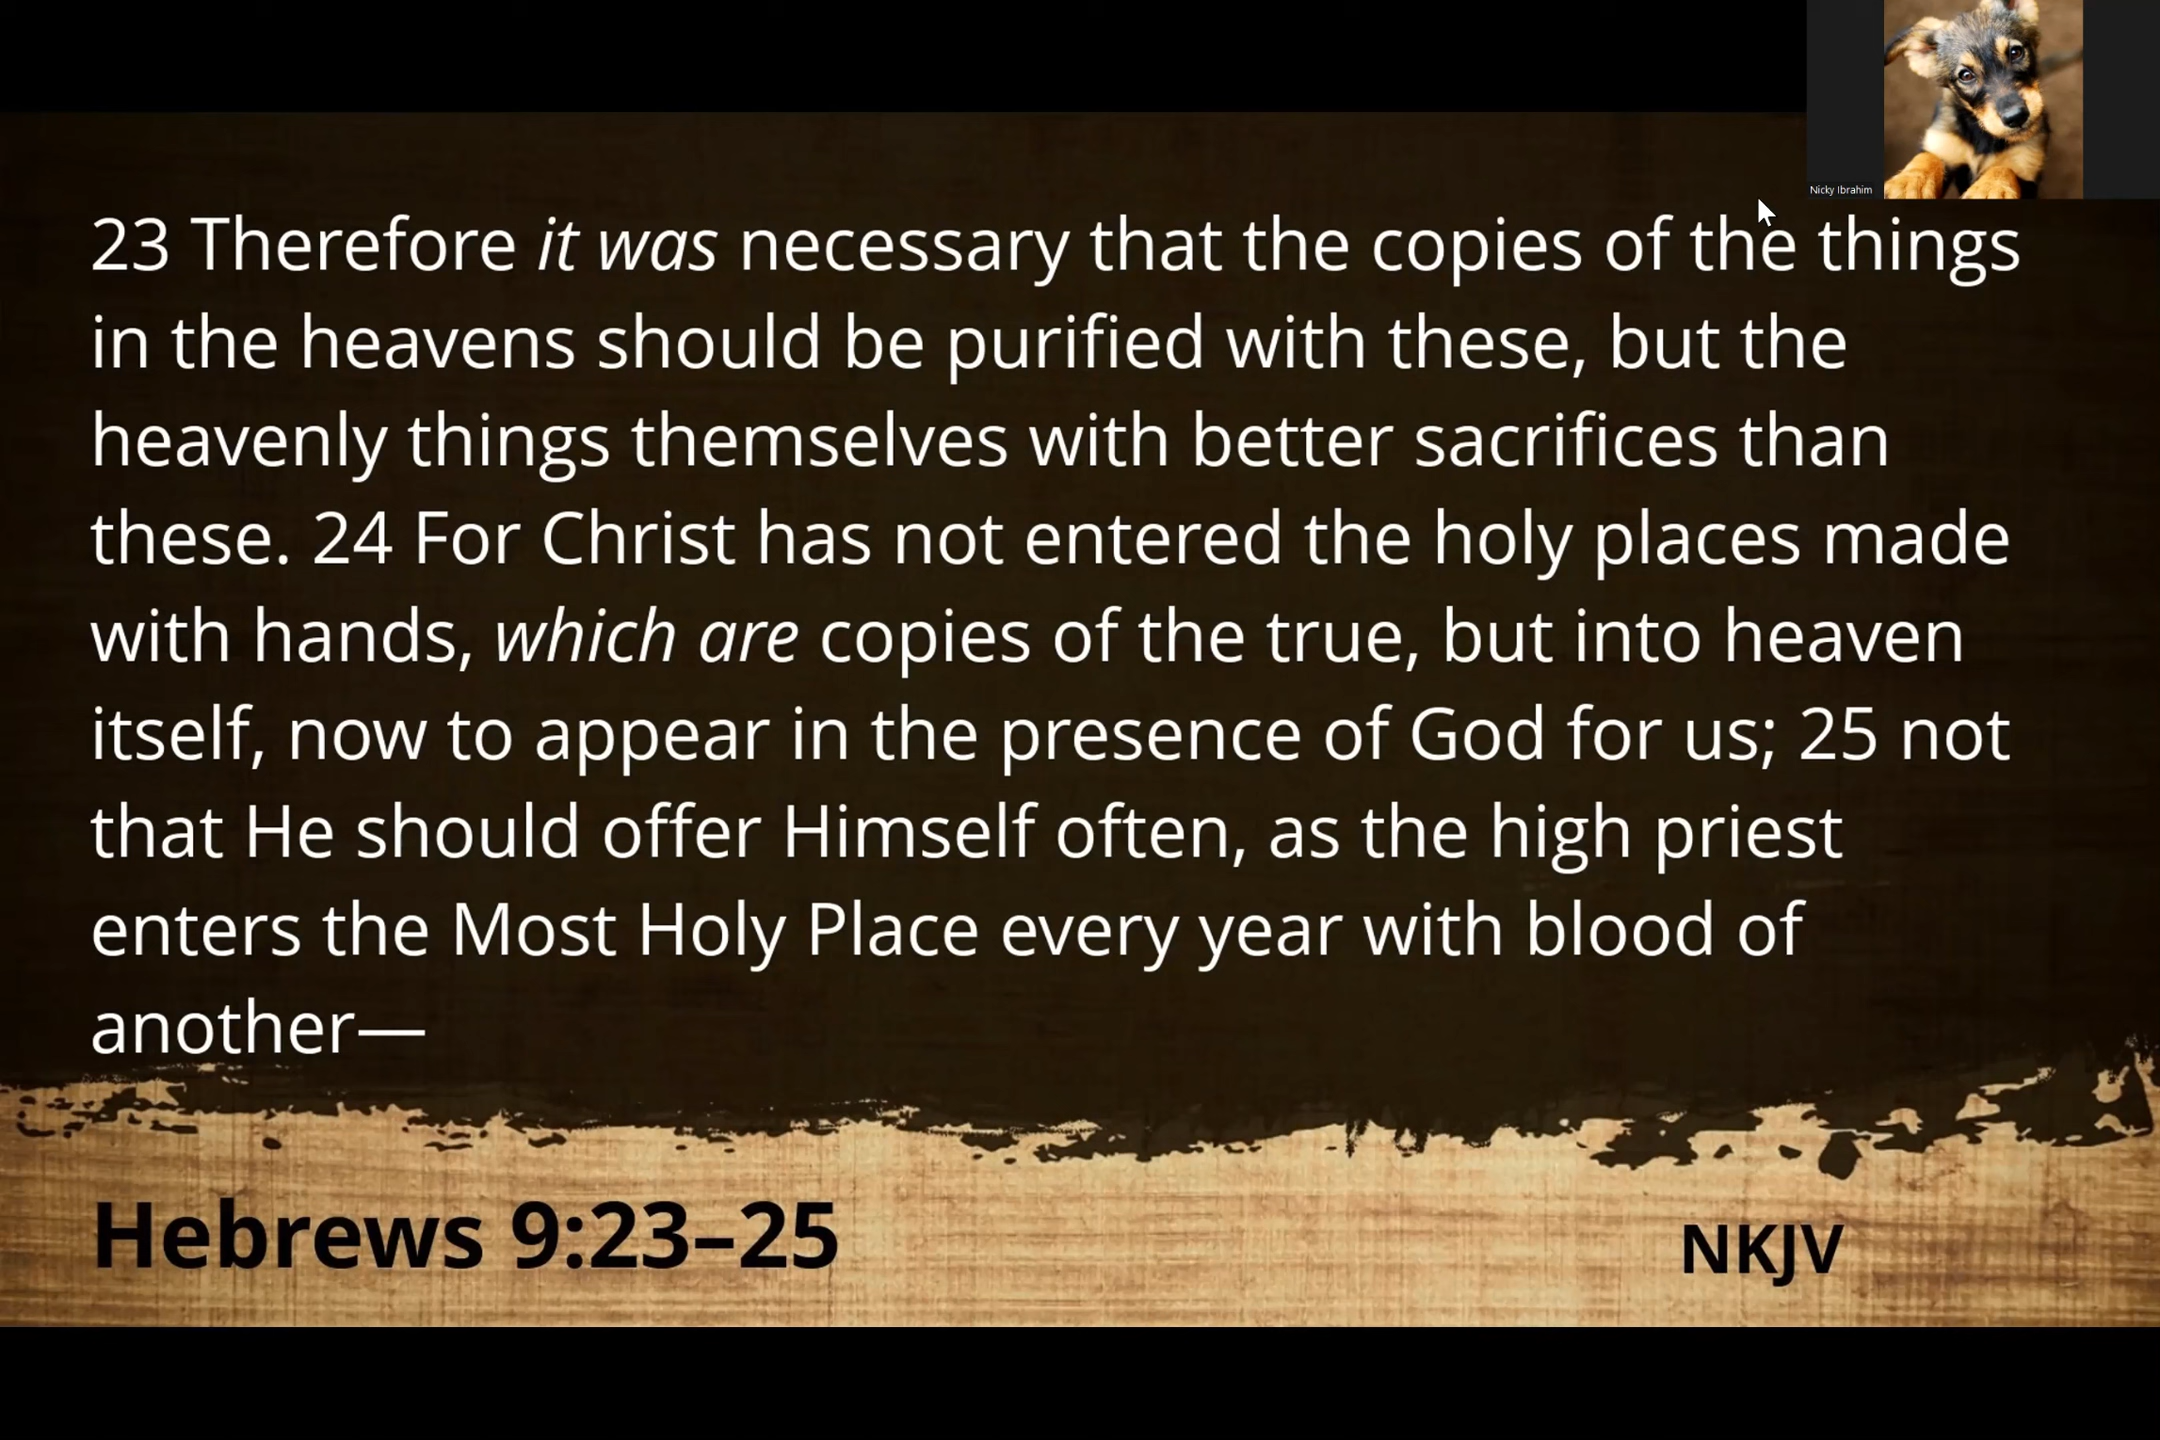 Nicky Ibrahim
23 Therefore it was necessary that the copies of the things
in the heavens should be purified with these, but the
heavenly things themselves with better sacrifices than
these. 24 For Christ has not entered the holy places made
with hands, which are copies of the true, but into heaven
itself, now to appear in the presence of God for us; 25 not
that He should offer Himself often, as the high priest
enters the Most Holy Place every year with blood of
another—
Hebrews 9:23–25
NKJV